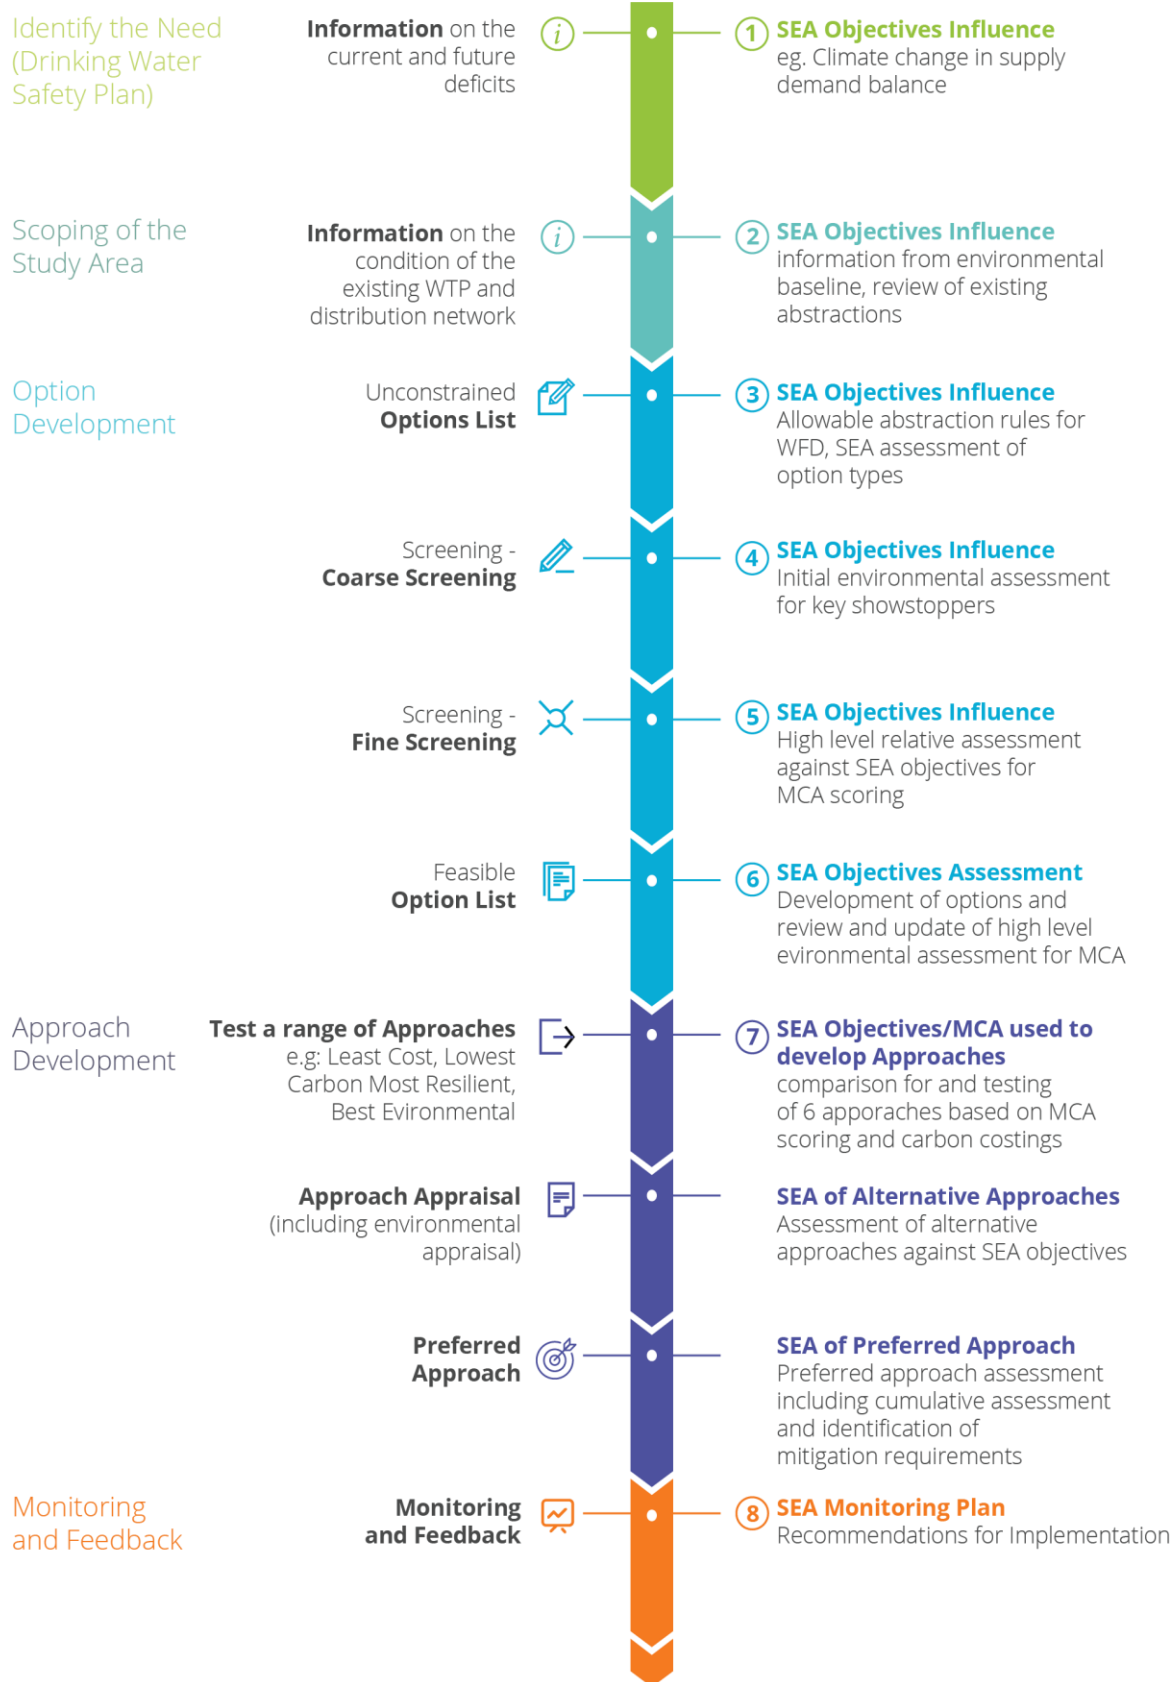 Identify the Need
(Drinking Water
Safety Plan)
Information on the
current and future
deficits
i
1
SEA Objectives Influence
eg. Climate change in supply
demand balance
Scoping of the
Study Area
Information on the
condition of the
existing WTP and
distribution network
i
2
SEA Objectives Influence
information from environmental
baseline, review of existing
abstractions
Option
Development
Unconstrained
Options List
3
SEA Objectives Influence
Allowable abstraction rules for
WFD, SEA assessment of
option types
Screening -
Coarse Screening
4
SEA Objectives Influence
Initial environmental assessment
for key showstoppers
Screening -
Fine Screening
5
SEA Objectives Influence
High level relative assessment
against SEA objectives for
MCA scoring
Feasible
Option List
6
SEA Objectives Assessment
Development of options and
review and update of high level
evironmental assessment for MCA
Approach
Development
Test a range of Approaches
e.g: Least Cost, Lowest
Carbon Most Resilient,
Best Evironmental
7
SEA Objectives/MCA used to
develop Approaches
comparison for and testing
of 6 apporaches based on MCA
scoring and carbon costings
Approach Appraisal
(including environmental
appraisal)
SEA of Alternative Approaches
Assessment of alternative
approaches against SEA objectives
Preferred
Approach
SEA of Preferred Approach
Preferred approach assessment
including cumulative assessment
and identification of
mitigation requirements
Monitoring
and Feedback
Monitoring
and Feedback
8
SEA Monitoring Plan
Recommendations for Implementation